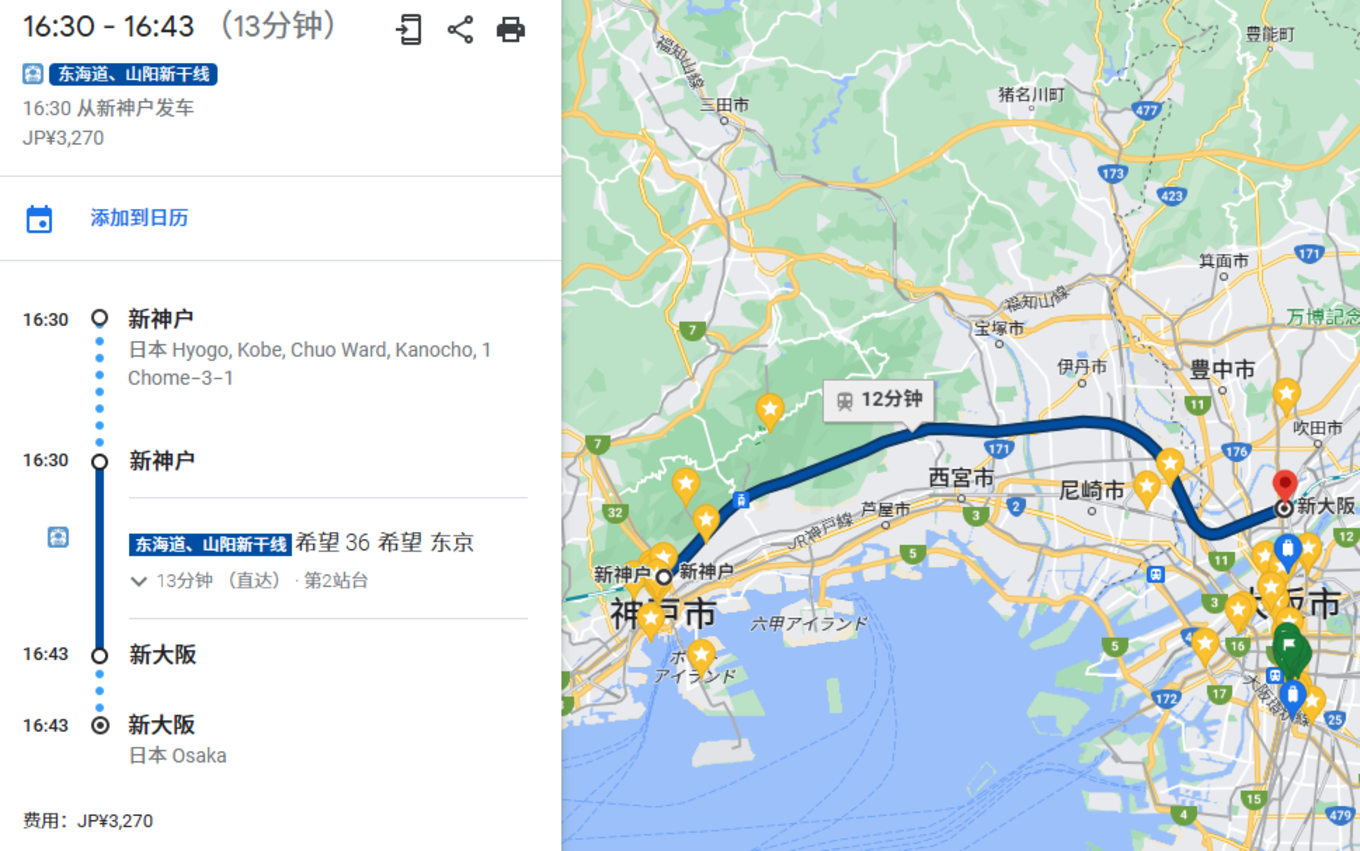 16:30 - 16:43 （13分钟）
东海道、山阳新干线
16:30 从新神户发车
JP¥3,270
添加到日历
16:30 新神户
日本 Hyogo, Kobe, Chuo Ward, Kanocho, 1
Chome−3−1
16:30 新神户
东海道、山阳新干线 希望 36 希望 东京
13分钟 （直达） · 第2站台
16:43 新大阪
16:43 新大阪
日本 Osaka
费用：JP¥3,270
福知山線
豊能町
三田市
猪名川町
477
173
423
箕面市
171
福知山線
万博記念
7
宝塚市
伊丹市
豊中市
12分钟
11
吹田市
7
171
176
西宮市
尼崎市
新大阪
32
芦屋市
3
2
JR神戸線
12
5
11
新神户
新神户
神戸市
六甲アイランド
3
大阪市
ポート
アイランド
5
16
17
172
大阪環状線
25
15
4
479